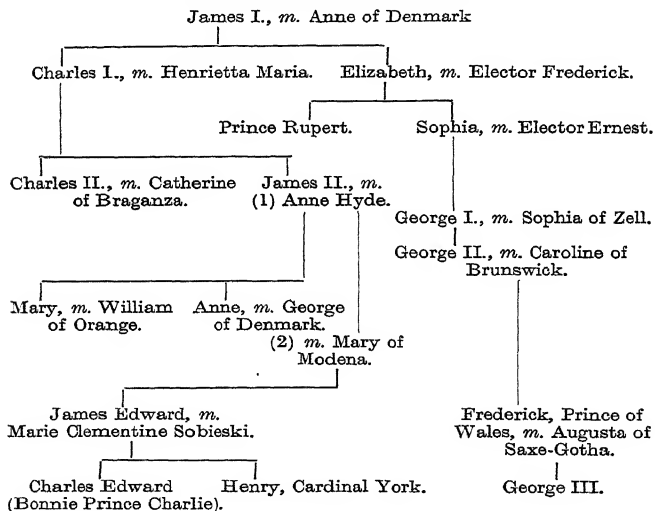 James I., m. Anne of Denmark
Charles I., m. Henrietta Maria. Elizabeth, m. Elector Frederick.
Prince Rupert. Sophia, m. Elector Ernest.
Charles II., m. Catherine
of Braganza.
James II., m.
(1) Anne Hyde.
George I., m. Sophia of Zell.
George II., m. Caroline of
Brunswick.
Mary, m. William
of Orange.
Anne, m. George
of Denmark.
(2) m. Mary of
Modena.
James Edward, m.
Marie Clementine Sobieski.
Frederick, Prince of
Wales, m. Augusta of
Saxe-Gotha.
Charles Edward
(Bonnie Prince Charlie).
Henry, Cardinal York.
George III.